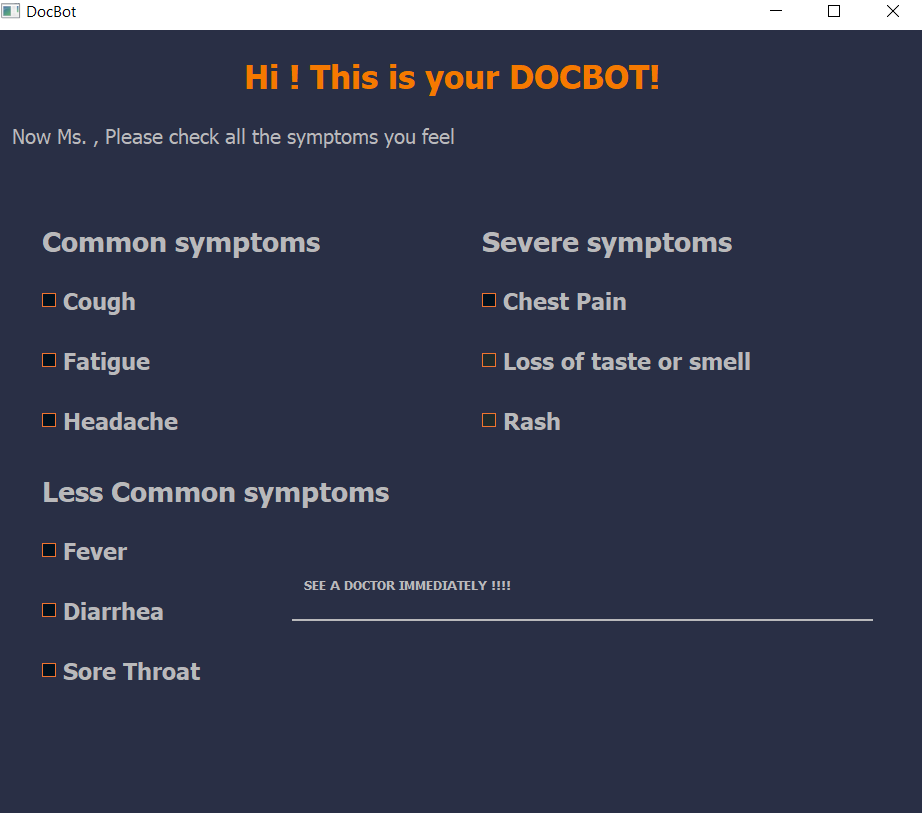 DocBot
Hi ! This is your DOCBOT!
Now Ms. , Please check all the symptoms you feel
Common symptoms
Cough
Fatigue
Headache
Severe symptoms
Chest Pain
Loss of taste or smell
Rash
Less Common symptoms
Fever
Diarrhea
Sore Throat
SEE A DOCTOR IMMEDIATELY !!!!